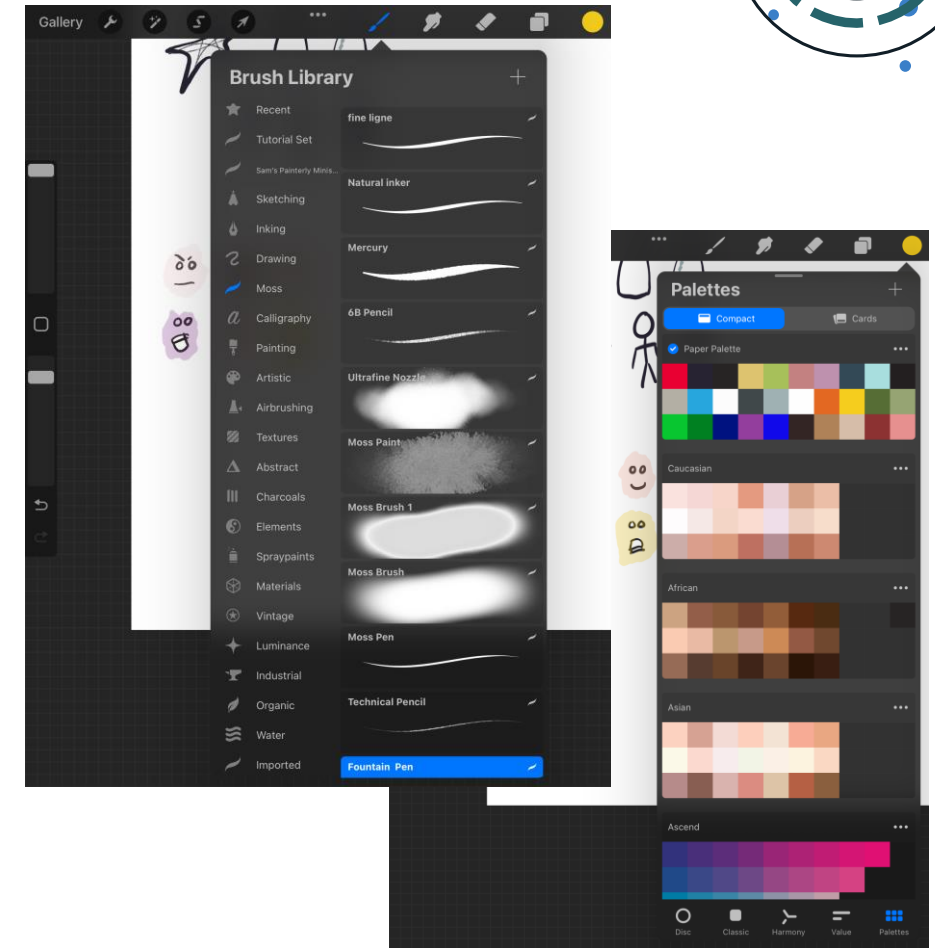 Gallery
Brush Library
Recent
Tutorial Set
Sam's Painterly Minis...
Sketching
Inking
Drawing
Moss
Calligraphy
Painting
Artistic
Airbrushing
Textures
Abstract
Charcoals
Elements
Spraypaints
Materials
Vintage
Luminance
Industrial
Organic
Water
Imported
fine ligne
Natural inker
Mercury
6B Pencil
Ultrafine Nozzle
Moss Paint
Moss Brush 1
Moss Brush
Moss Pen
Technical Pencil
Fountain Pen
Palettes
Compact
Cards
Paper Palette
Caucasian
African
Asian
Ascend
Disc
Classic
Harmony
Value
Palettes